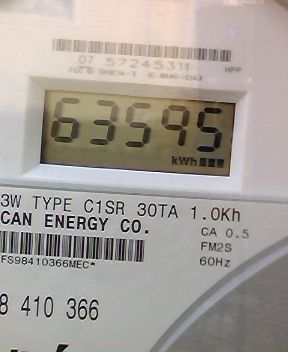 07 57245311
HPP
63595
kWh
3W TYPE C1SR 30TA 1.0Kh
CAN ENERGY CO.
CA 0.5
FM2S
60Hz
FS98410366MEC*
8 410 366